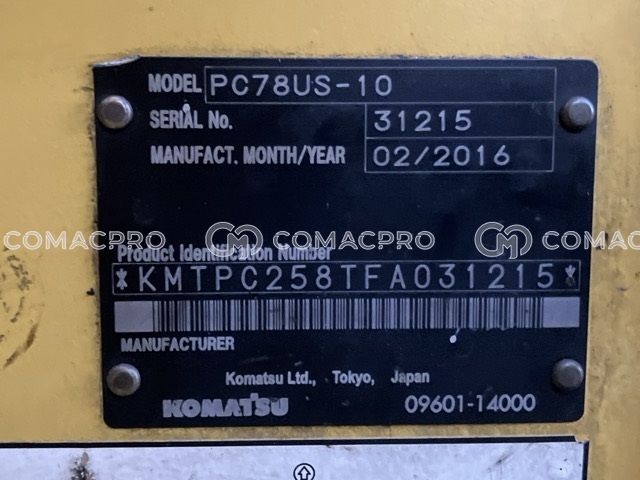 MODEL PC78US-10
SERIAL No. 31215
MANUFACT. MONTH/YEAR 02/2016
COMACPRO COMACPRO COMACPRO
Product Identification Number
*KMTPC258TFA031215*
MANUFACTURER
Komatsu Ltd., Tokyo, Japan
KOMATSU 09601-14000